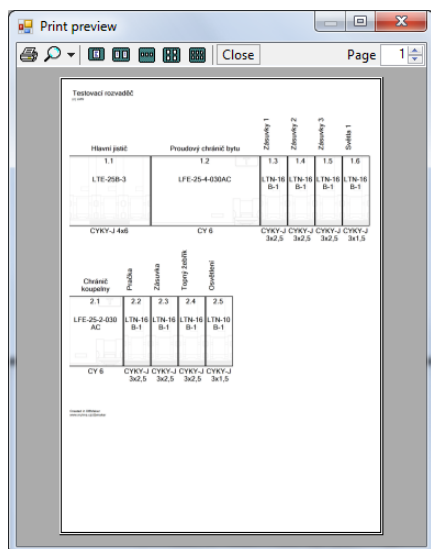 Print preview
Close
Page 1
Testovací rozvaděč
Hlavní jistič
Proudový chránič bytu
Zásuvky 1
Zásuvky 2
Zásuvky 3
Světla 1
1.1 1.2 1.3 1.4 1.5 1.6
LTE-25B-3 LFE-25-4-030AC LTN-16 LTN-16 LTN-16 LTN-16
B-1 B-1 B-1 B-1
CYKY-J 4x6 CY 6 CYKY-J CYKY-J CYKY-J CYKY-J
3x2,5 3x2,5 3x2,5 3x1,5
Chránič
koupelny
Pračka
Zásuvka
Topný žebřík
Osvětlení
2.1 2.2 2.3 2.4 2.5
LFE-25-2-030 LTN-16 LTN-16 LTN-16 LTN-10
AC B-1 B-1 B-1 B-1
CY 6 CYKY-J CYKY-J CYKY-J CYKY-J
3x2,5 3x2,5 3x2,5 3x1,5